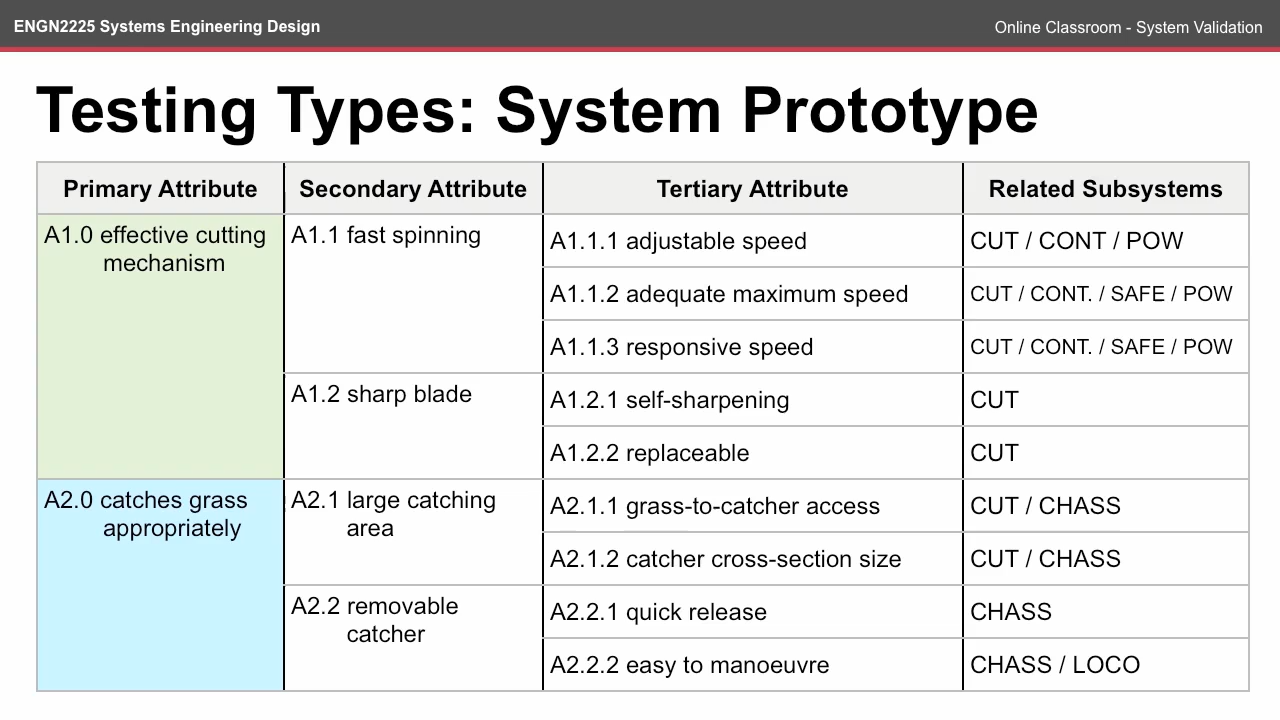 ENGN2225 Systems Engineering Design
Online Classroom - System Validation
Testing Types: System Prototype
Primary Attribute
Secondary Attribute
Tertiary Attribute
Related Subsystems
A1.0 effective cutting
mechanism
A1.1 fast spinning
A1.1.1 adjustable speed
CUT / CONT / POW
A1.1.2 adequate maximum speed
CUT / CONT. / SAFE / POW
A1.1.3 responsive speed
CUT / CONT. / SAFE / POW
A1.2 sharp blade
A1.2.1 self-sharpening
CUT
A1.2.2 replaceable
CUT
A2.0 catches grass
appropriately
A2.1 large catching
area
A2.1.1 grass-to-catcher access
CUT / CHASS
A2.1.2 catcher cross-section size
CUT / CHASS
A2.2 removable
catcher
A2.2.1 quick release
CHASS
A2.2.2 easy to manoeuvre
CHASS / LOCO